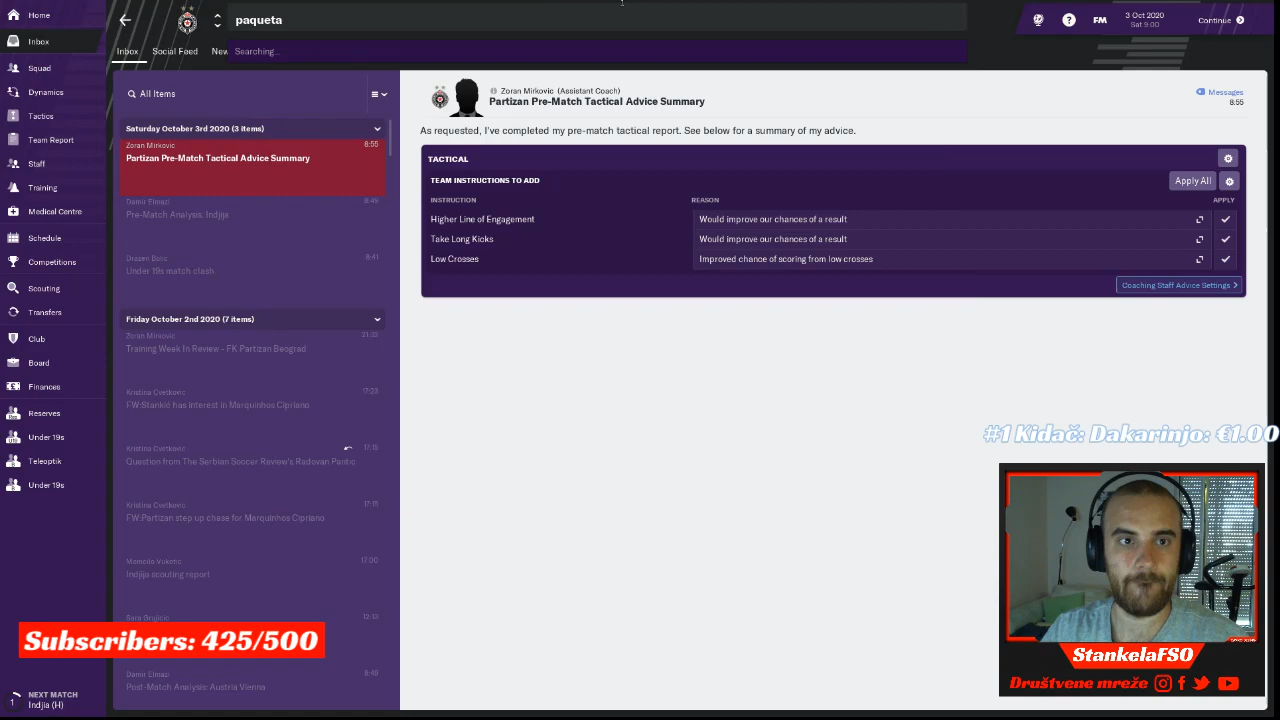 paqueta
3 Oct 2020
Sat 9:00
Continue
FM
Inbox
Social Feed
New
Searching...
Home
Inbox
Squad
Dynamics
Tactics
Team Report
Staff
Training
Medical Centre
Schedule
Competitions
Scouting
Transfers
Club
Board
Finances
Reserves
Under 19s
Teleoptik
Under 19s
NEXT MATCH
Indjia (H)
All Items
Saturday October 3rd 2020 (3 items)
Zoran Mirkovic 8:55
Partizan Pre-Match Tactical Advice Summary
Damir Elmazi 8:45
Pre-Match Analysis: Indjija
8:41
Under 19s match clash
Friday October 2nd 2020 (7 items)
Zoran Mirkovic
Training Week In Review - FK Partizan Beograd
Kristina Cvetkovic 17:23
FW:Stankić has interest in Marquinhos Cipriano
Kristina Cvetkovic 17:19
Question from The Serbian Soccer Review's Radovan Pantic
Kristina Cvetkovic
FW:Partizan step up chase for Marquinhos Cipriano
Momcilo Vukotic 17:00
Indjija scouting report
12:13
Damir Elmazi 8:49
Post-Match Analysis: Austria Vienna
Zoran Mirkovic (Assistant Coach)
Partizan Pre-Match Tactical Advice Summary
Messages
8:55
As requested, I've completed my pre-match tactical report. See below for a summary of my advice.
TACTICAL
TEAM INSTRUCTIONS TO ADD
Apply All
INSTRUCTION REASON APPLY
Higher Line of Engagement Would improve our chances of a result
Take Long Kicks Would improve our chances of a result
Low Crosses Improved chance of scoring from low crosses
Coaching Staff Advice Settings
#1 Kidač: Dakarinjo: €1.00
StankelaFSO
Društvene mreže
Subscribers: 425/500